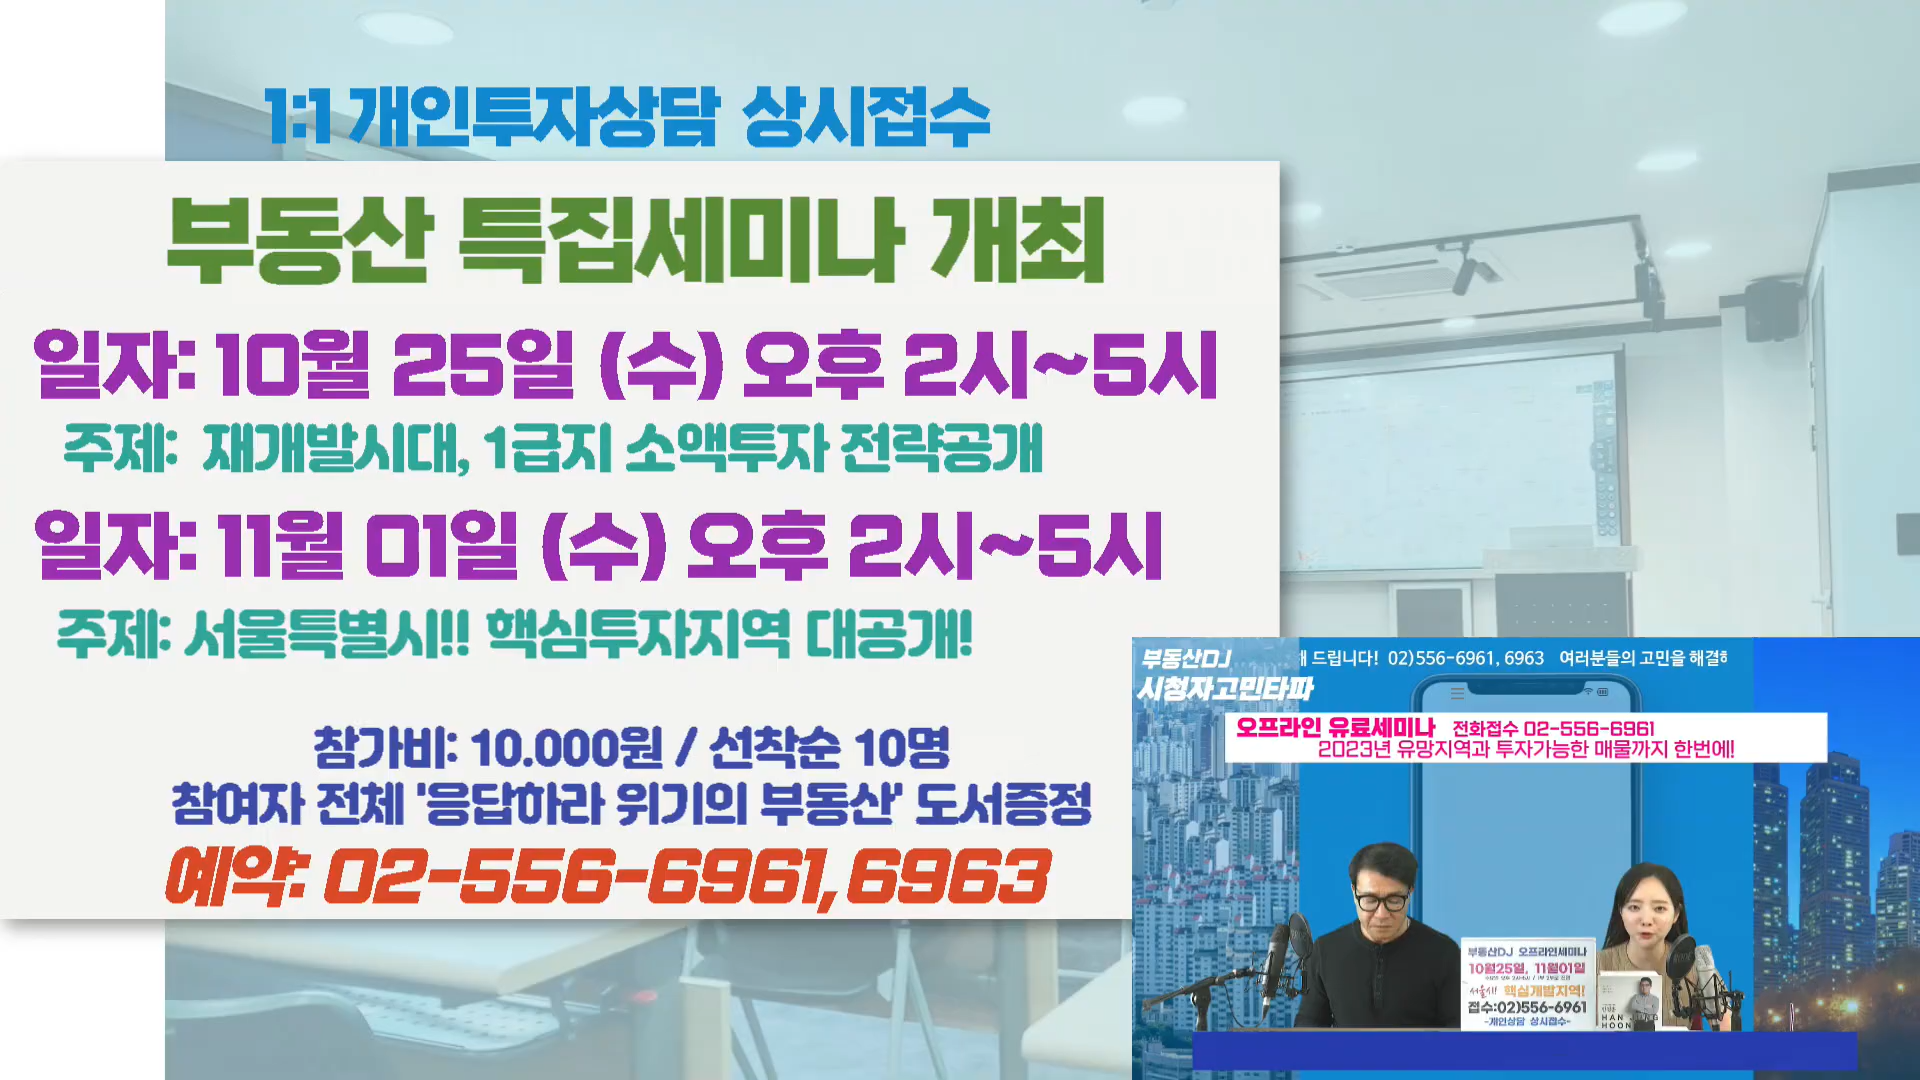 1:1 개인투자상담 상시접수
부동산 특집세미나 개최
일자: 10월 25일 (수) 오후 2시~5시
주제: 재개발시대, 1급지 소액투자 전략공개
일자: 11월 01일 (수) 오후 2시~5시
주제: 서울특별시!! 핵심투자지역 대공개!
참가비: 10.000원 / 선착순 10명
참여자 전체 '응답하라 위기의 부동산' 도서증정
예약: 02-556-6961, 6963
부동산DJ
시청자고민타파
드립니다! 02)556-6961, 6963 여러분들의 고민을 해결
오프라인 유료세미나 전화접수 02-556-6961
2023년 유망지역과 투자가능한 매물까지 한번에!
부동산DJ 오프라인세미나
10월25일, 11월01일
서울시! 핵심개발지역!
접수:02)556-6961
-개인상담 상시접수-
HAN JONG
HOON